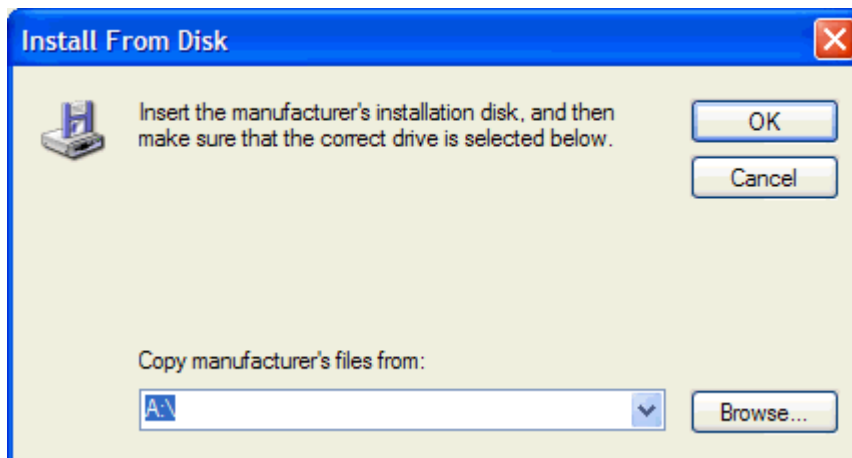 Install From Disk
Insert the manufacturer's installation disk, and then
make sure that the correct drive is selected below.
OK
Cancel
Copy manufacturer's files from:
A:\
Browse...